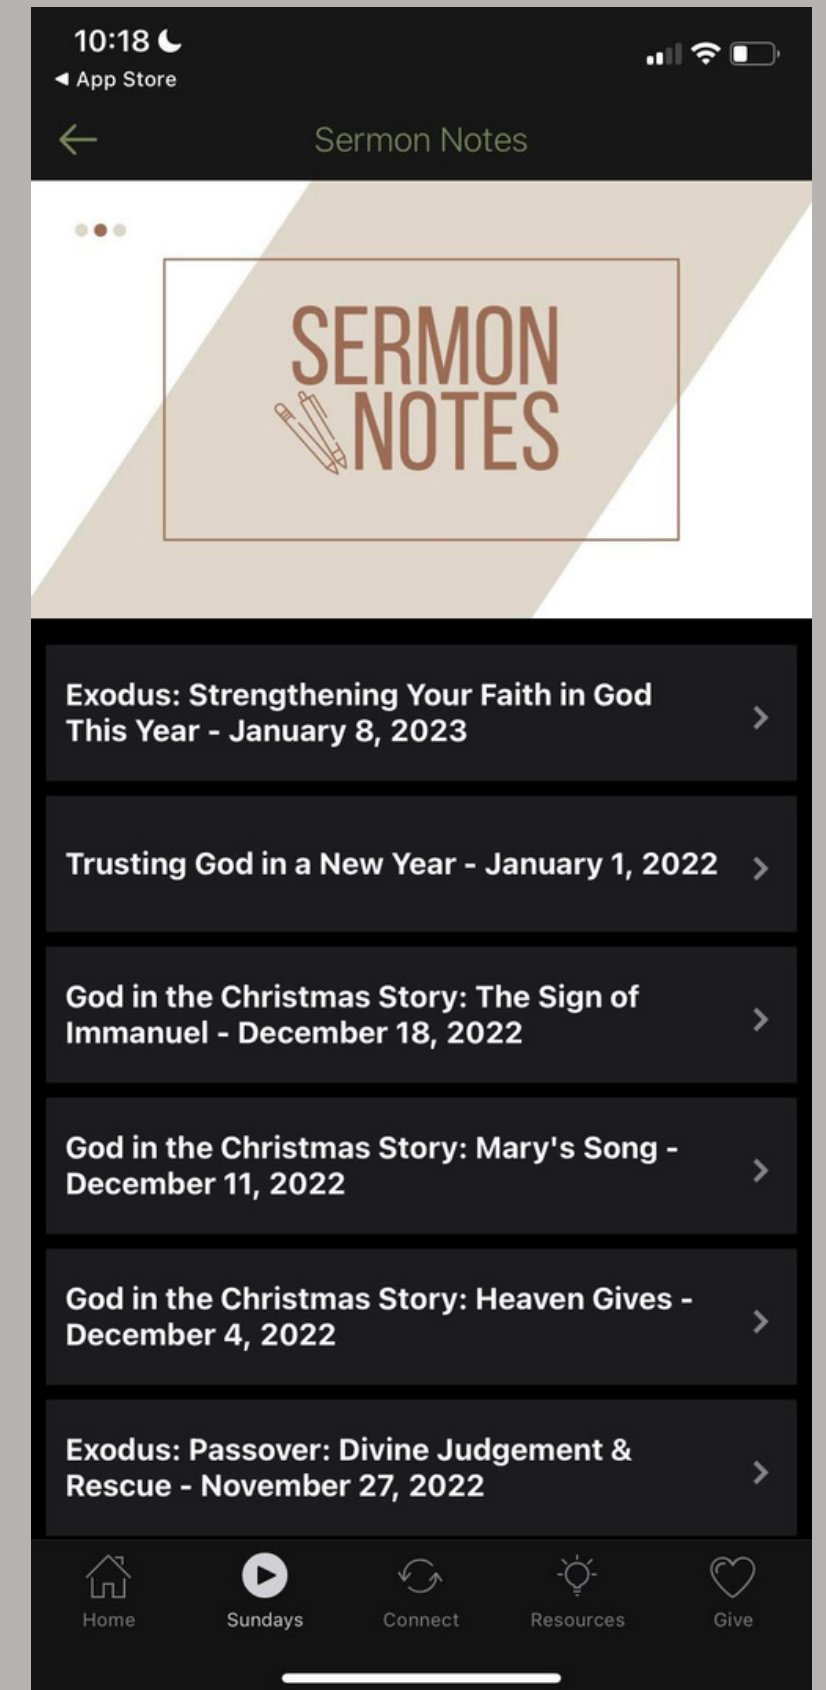 10:18
App Store
Sermon Notes
SERMON
NOTES
Exodus: Strengthening Your Faith in God
This Year - January 8, 2023
Trusting God in a New Year - January 1, 2022
God in the Christmas Story: The Sign of
Immanuel - December 18, 2022
God in the Christmas Story: Mary's Song -
December 11, 2022
God in the Christmas Story: Heaven Gives -
December 4, 2022
Exodus: Passover: Divine Judgement &
Rescue - November 27, 2022
Home Sundays Connect Resources Give